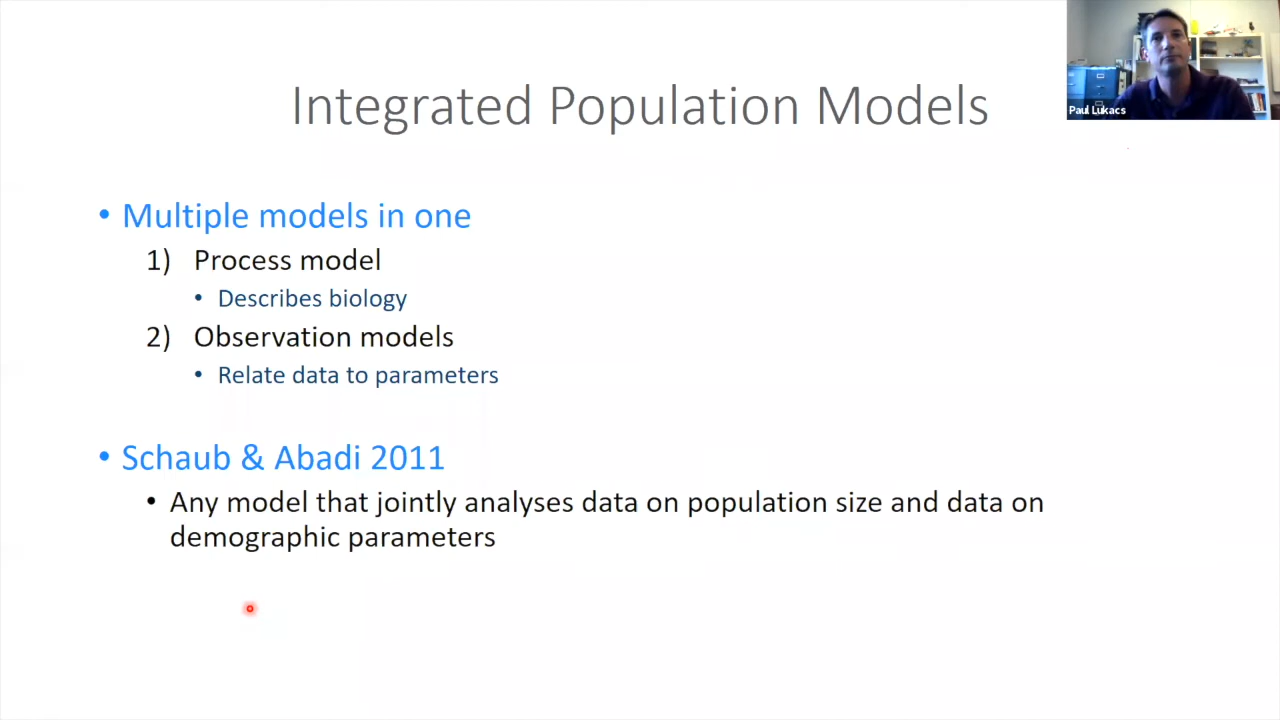 Integrated Population Models
Paul Lukacs
• Multiple models in one
1) Process model
• Describes biology
2) Observation models
• Relate data to parameters
• Schaub & Abadi 2011
• Any model that jointly analyses data on population size and data on
demographic parameters